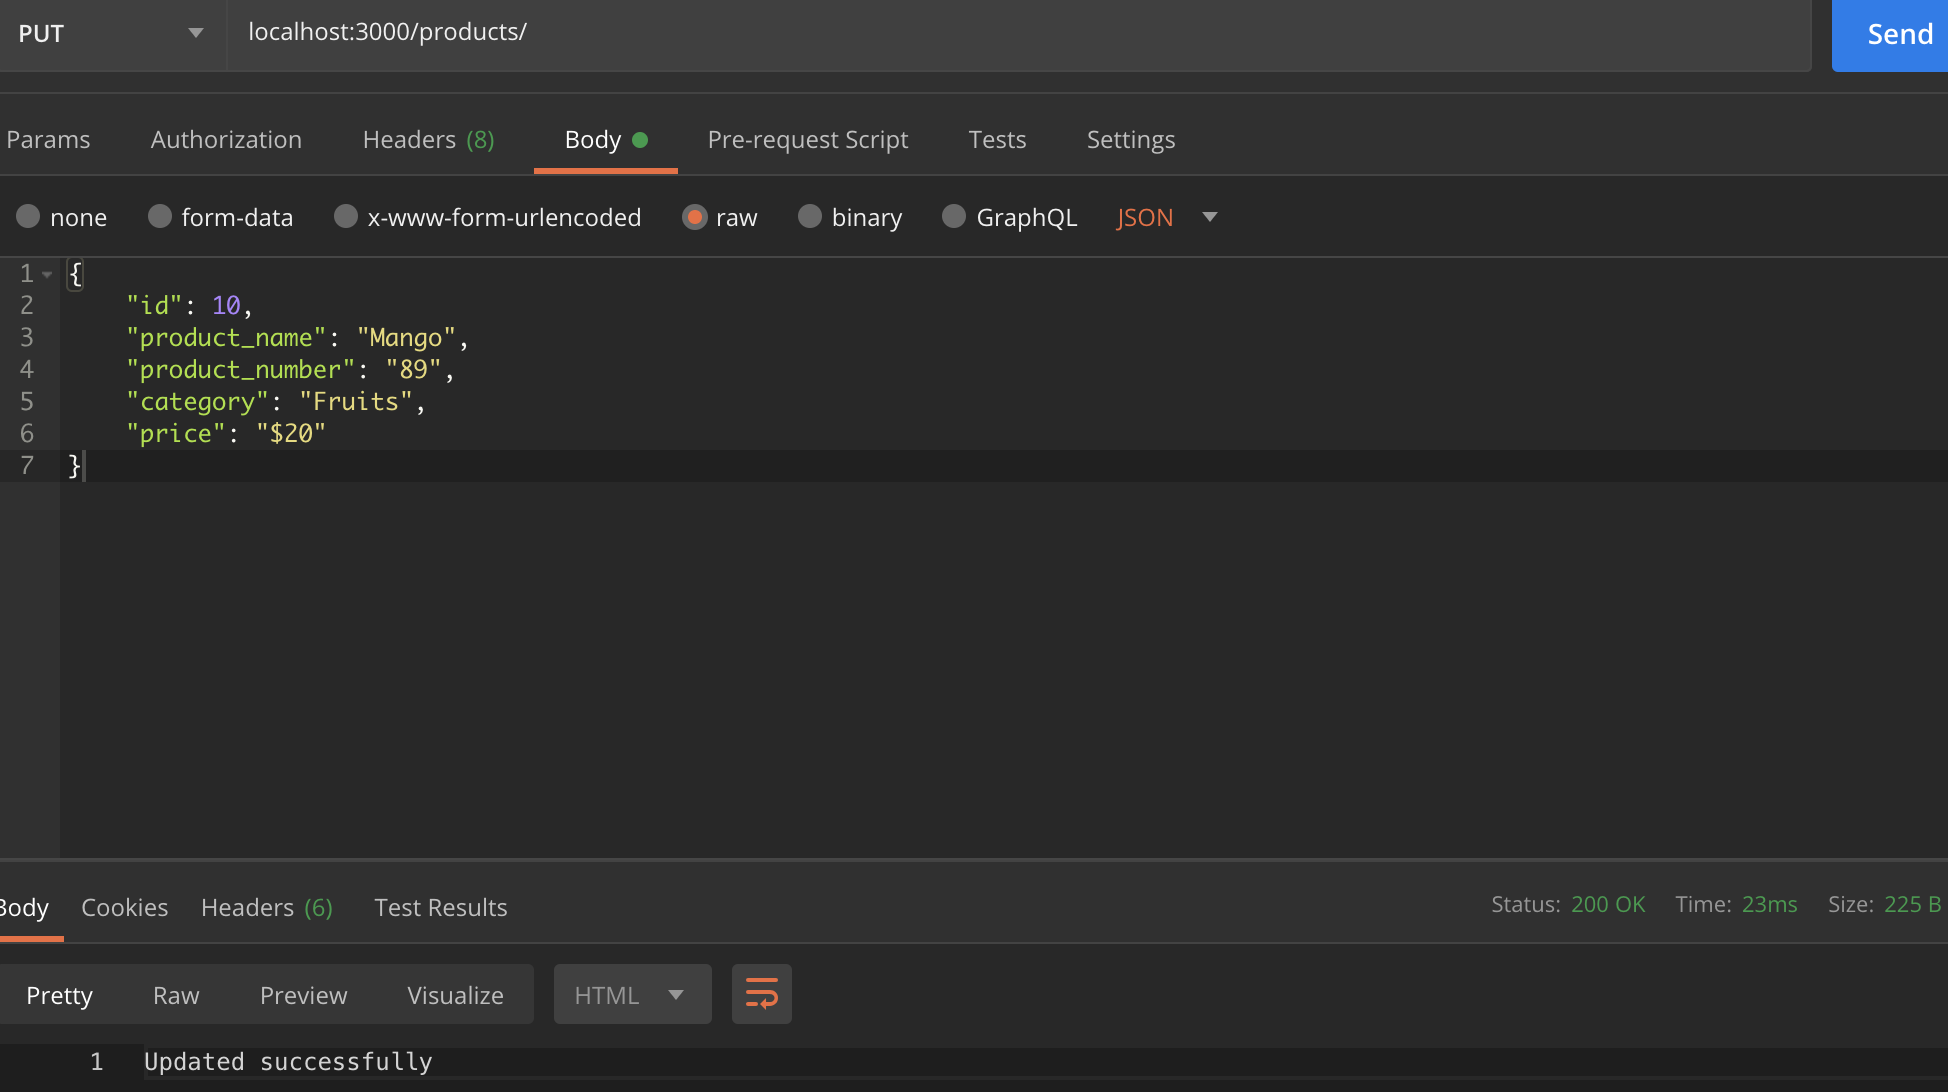 PUT localhost:3000/products/ Send
Params Authorization Headers (8) Body Pre-request Script Tests Settings
none form-data x-www-form-urlencoded raw binary GraphQL JSON
1 {
2 "id": 10,
3 "product_name": "Mango",
4 "product_number": "89",
5 "category": "Fruits",
6 "price": "$20"
7 }
Body Cookies Headers (6) Test Results Status: 200 OK Time: 23ms Size: 225 B
Pretty Raw Preview Visualize HTML
1 Updated successfully